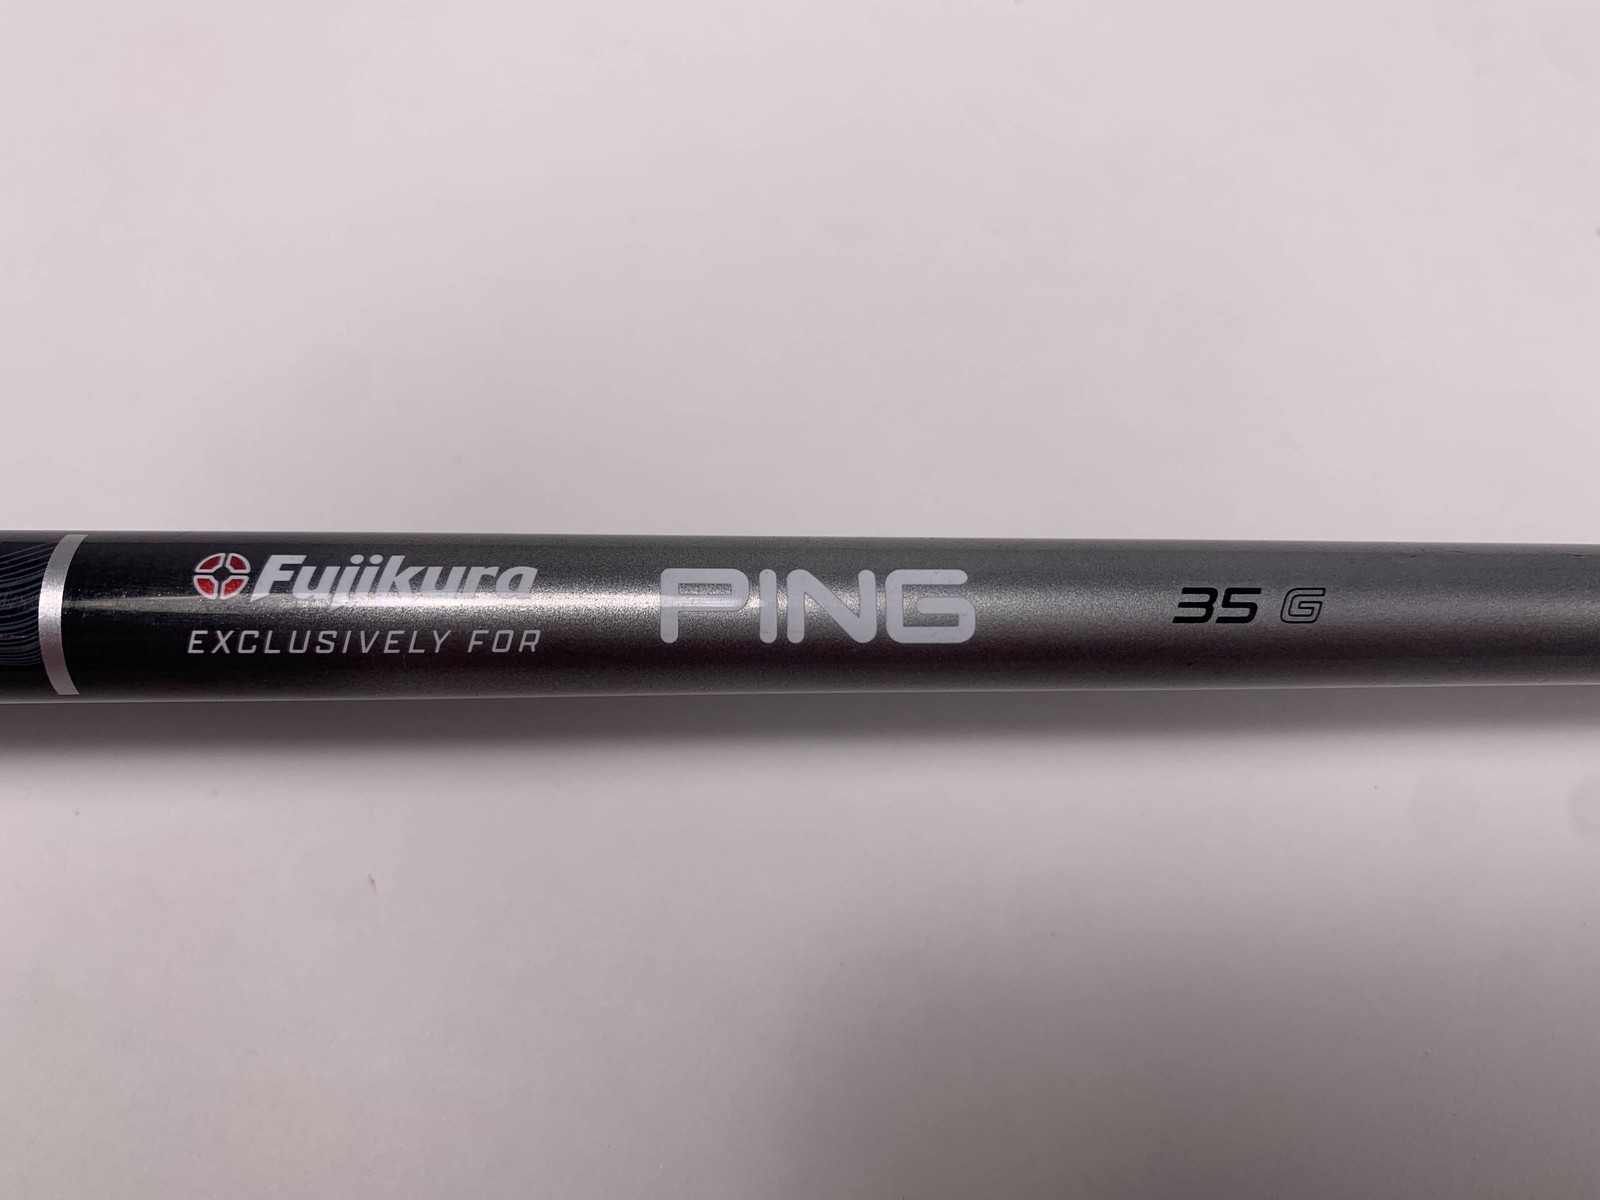 Fujikura
EXCLUSIVELY FOR
PING
35 G